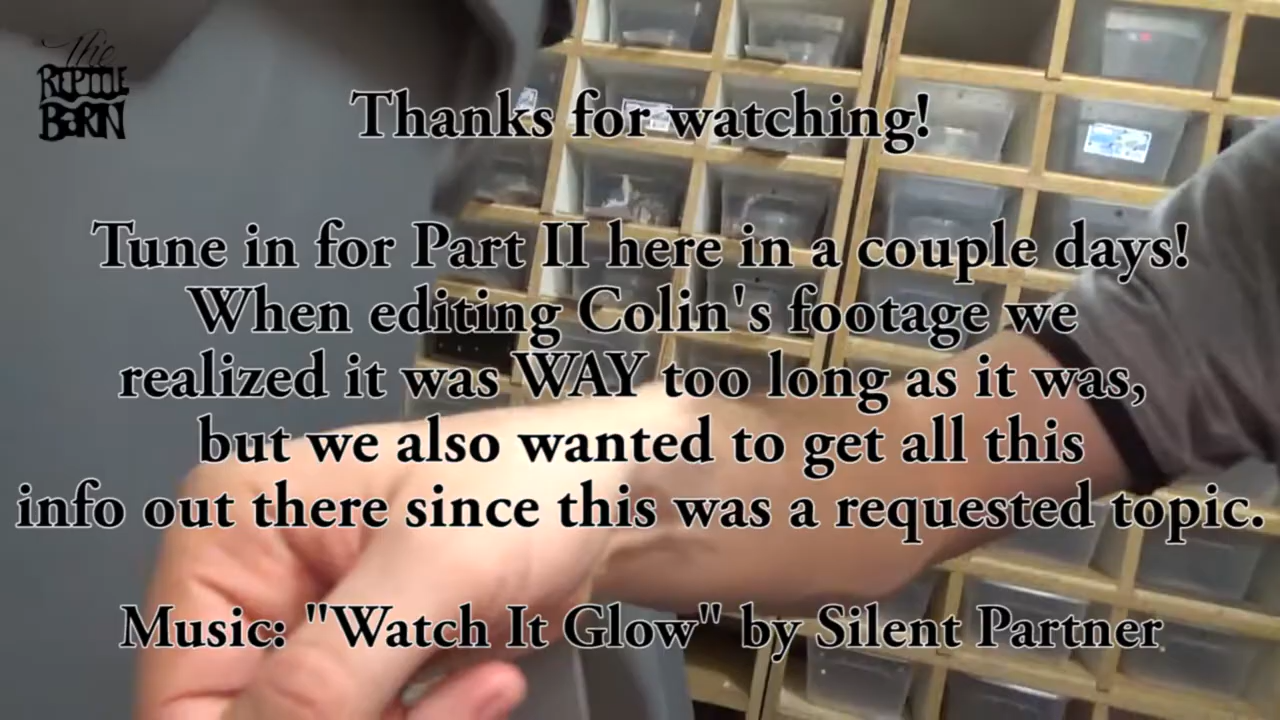 The
REPTILE
BARN
Thanks for watching!
Tune in for Part II here in a couple days!
When editing Colin's footage we
realized it was WAY too long as it was,
but we also wanted to get all this
info out there since this was a requested topic.
Music: "Watch It Glow" by Silent Partner